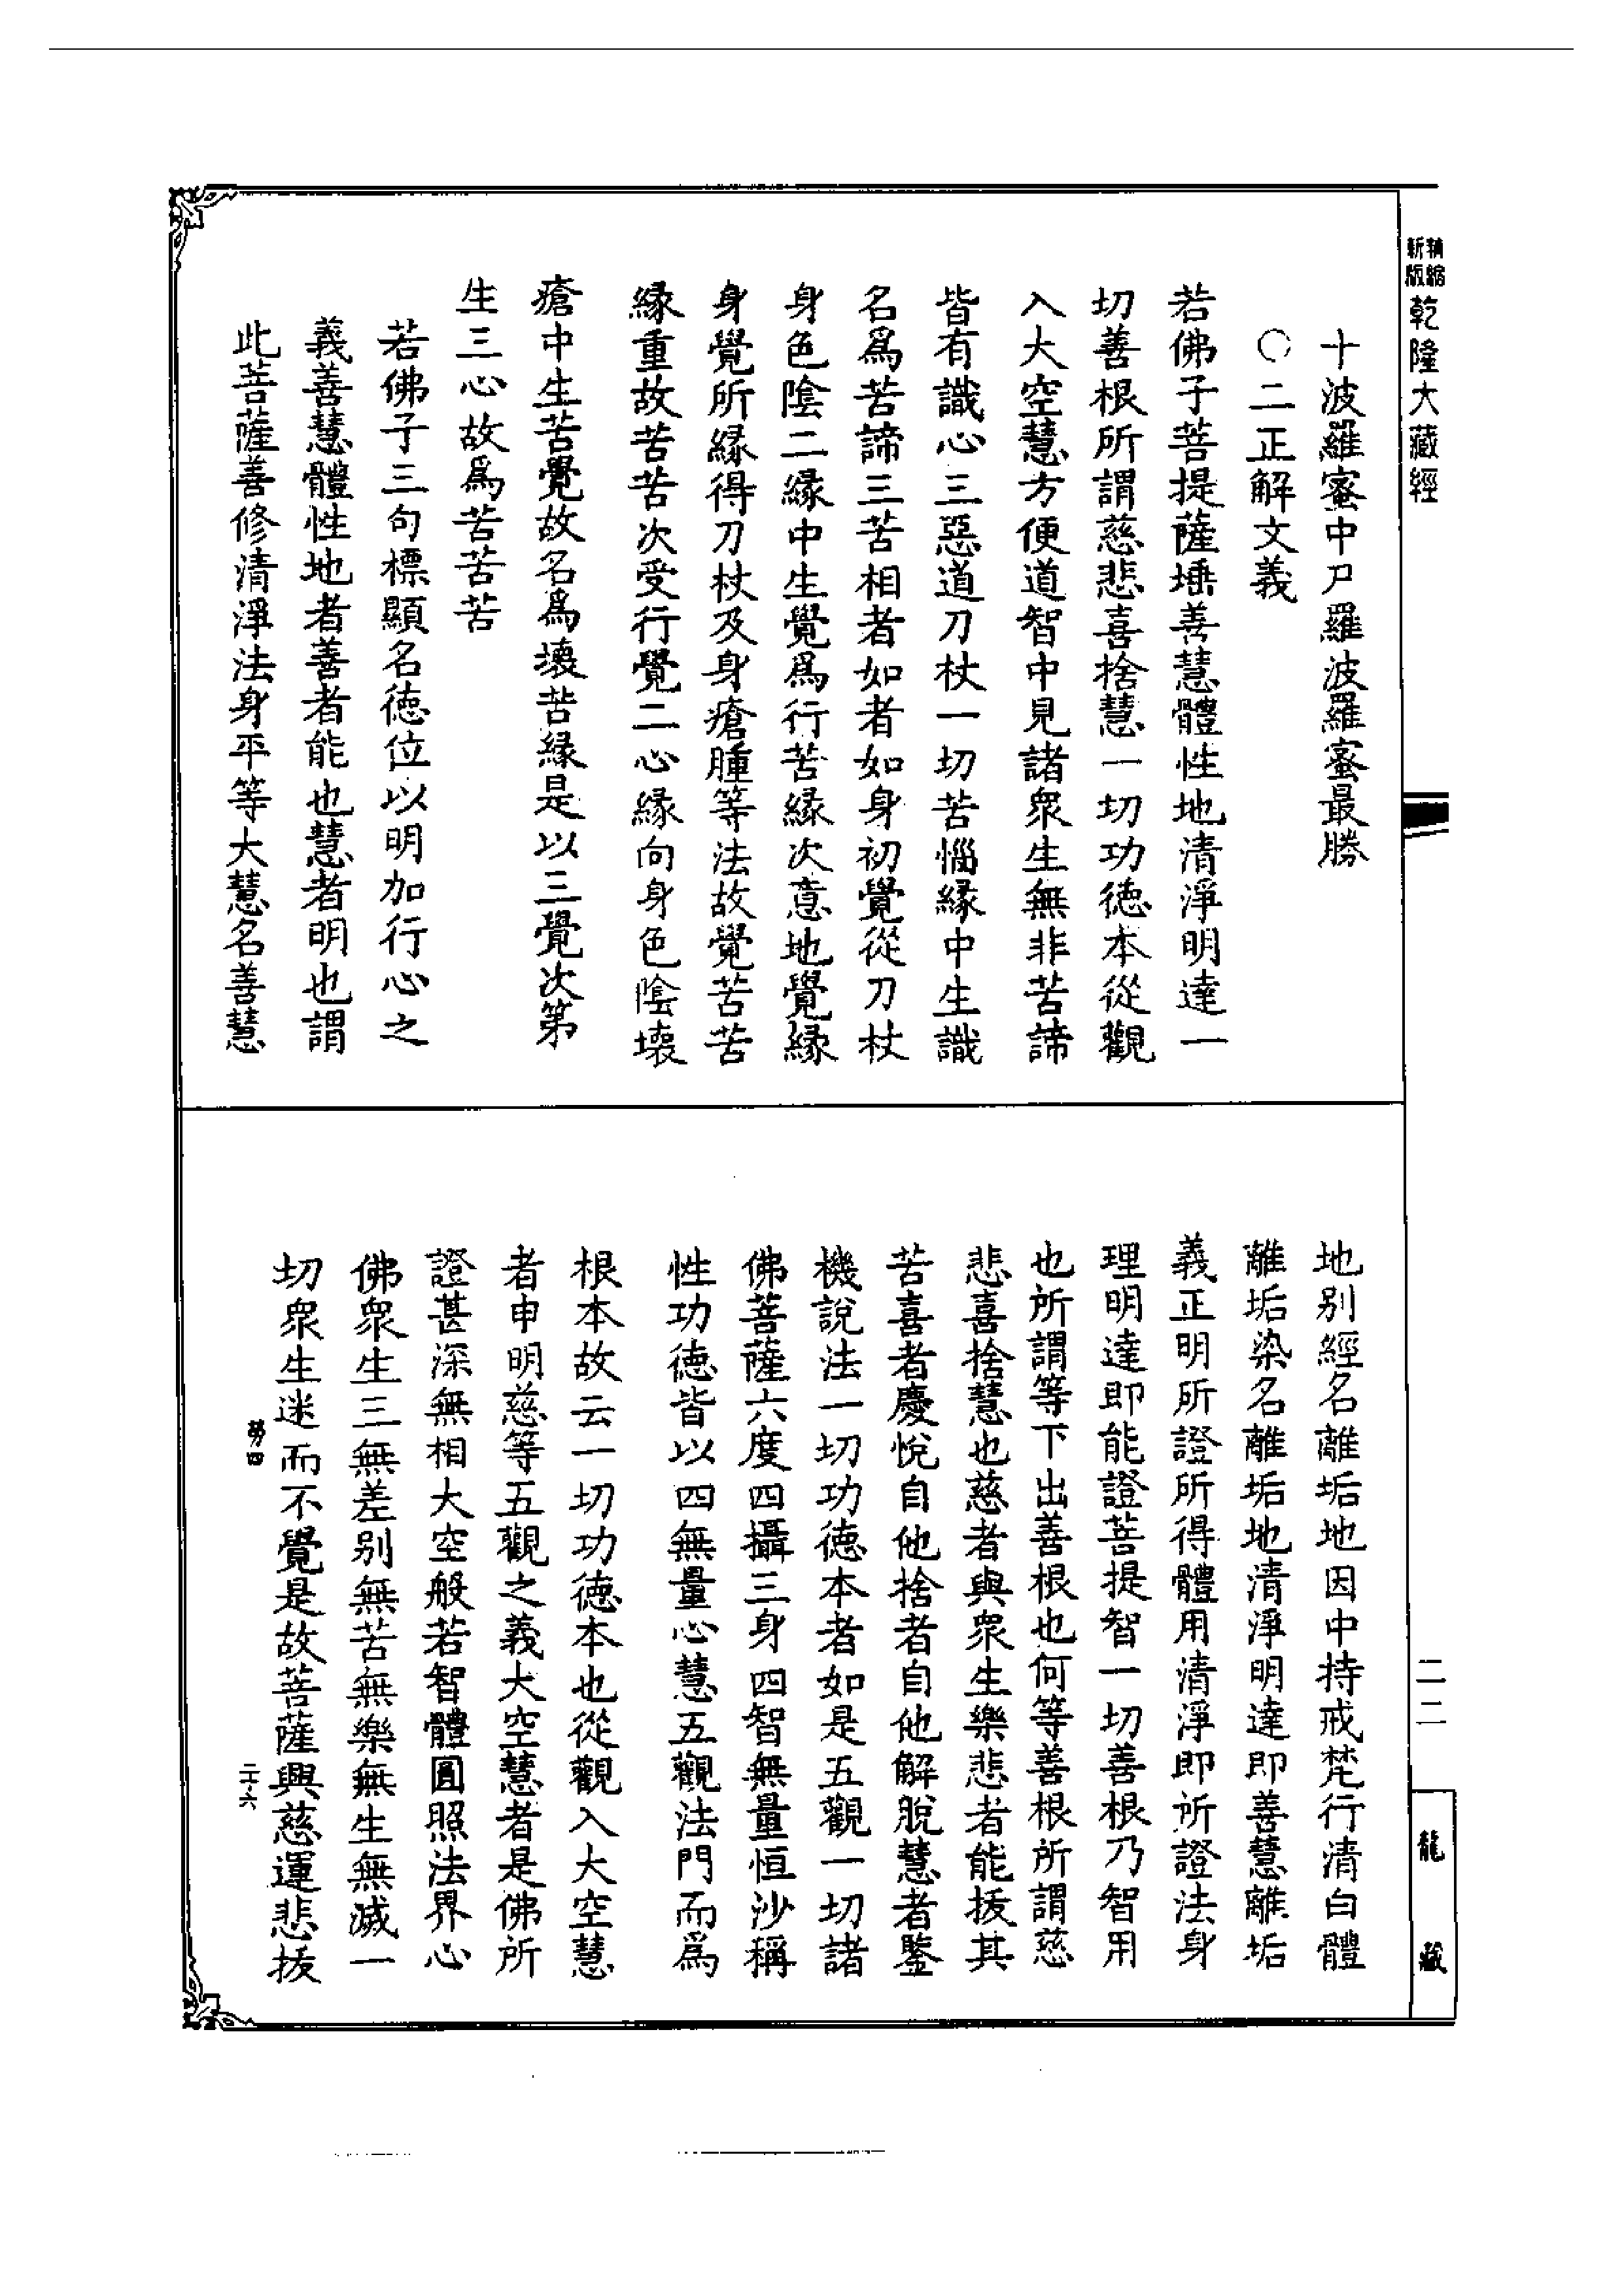 精縮
新版
乾隆大藏經
十波羅蜜中尸羅波羅蜜最勝
○二正解文義
若佛子菩提薩埵善慧體性地清淨明達一
切善根所謂慈悲喜捨慧一切功德本從觀
入大空慧方便道智中見諸衆生無非苦諦
皆有識心三惡道刀杖一切苦惱緣中生識
名爲苦諦三苦相者如者如身初覺從刀杖
身色陰二緣中生覺爲行苦緣次意地覺緣
身覺所緣得刀杖及身瘡腫等法故覺苦苦
緣重故苦苦次受行覺二心緣向身色陰壞
瘡中生苦覺故名爲壞苦緣是以三覺次第
生三心故爲苦苦苦
若佛子三句標顯名德位以明加行心之
義善慧體性地者善者能也慧者明也謂
此菩薩善修清淨法身平等大慧名善慧
地別經名離垢地因中持戒梵行清白體
離垢染名離垢地清淨明達即善慧離垢
義正明所證所得體用清淨即所證法身
理明達即能證菩提智一切善根乃智用
也所謂等下出善根也何等善根所謂慈
悲喜捨慧也慈者與衆生樂悲者能拔其
苦喜者慶悅自他捨者自他解脫慧者鑒
機說法一切功德本者如是五觀一切諸
佛菩薩六度四攝三身四智無量恒沙稱
性功德皆以四無量心慧五觀法門而爲
根本故云一切功德本也從觀入大空慧
者申明慈等五觀之義大空慧者是佛所
證甚深無相大空般若智體圓照法界心
佛衆生三無差別無苦無樂無生無滅一
切衆生迷而不覺是故菩薩興慈運悲拔
二二
龍藏
勞四
二六